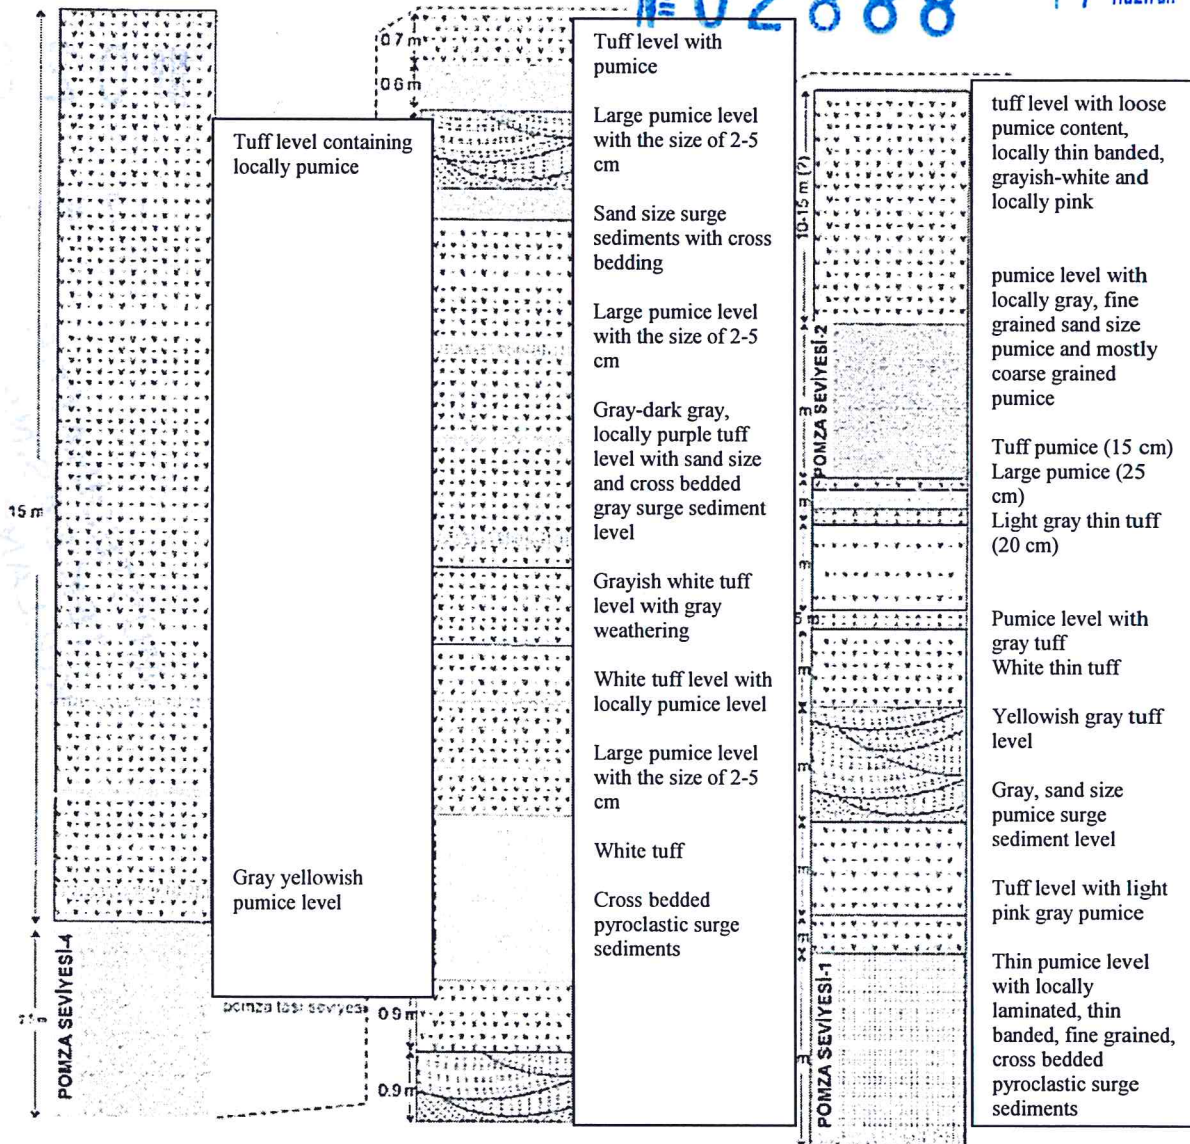 № 02888
Haziran
15 m
POMZA SEVİYESİ-4
Tuff level containing
locally pumice
Gray yellowish
pumice level
pomza taşı seviyesi
0.7 m
0.6 m
0.9 m
0.9 m
Tuff level with
pumice
Large pumice level
with the size of 2-5
cm
Sand size surge
sediments with cross
bedding
Large pumice level
with the size of 2-5
cm
Gray-dark gray,
locally purple tuff
level with sand size
and cross bedded
gray surge sediment
level
Grayish white tuff
level with gray
weathering
White tuff level with
locally pumice level
Large pumice level
with the size of 2-5
cm
White tuff
Cross bedded
pyroclastic surge
sediments
10-15 m (?)
POMZA SEVİYESİ-2
m
m
m
5 m
m
m
m
m
m
POMZA SEVİYESİ-1
tuff level with loose
pumice content,
locally thin banded,
grayish-white and
locally pink
pumice level with
locally gray, fine
grained sand size
pumice and mostly
coarse grained
pumice
Tuff pumice (15 cm)
Large pumice (25
cm)
Light gray thin tuff
(20 cm)
Pumice level with
gray tuff
White thin tuff
Yellowish gray tuff
level
Gray, sand size
pumice surge
sediment level
Tuff level with light
pink gray pumice
Thin pumice level
with locally
laminated, thin
banded, fine grained,
cross bedded
pyroclastic surge
sediments